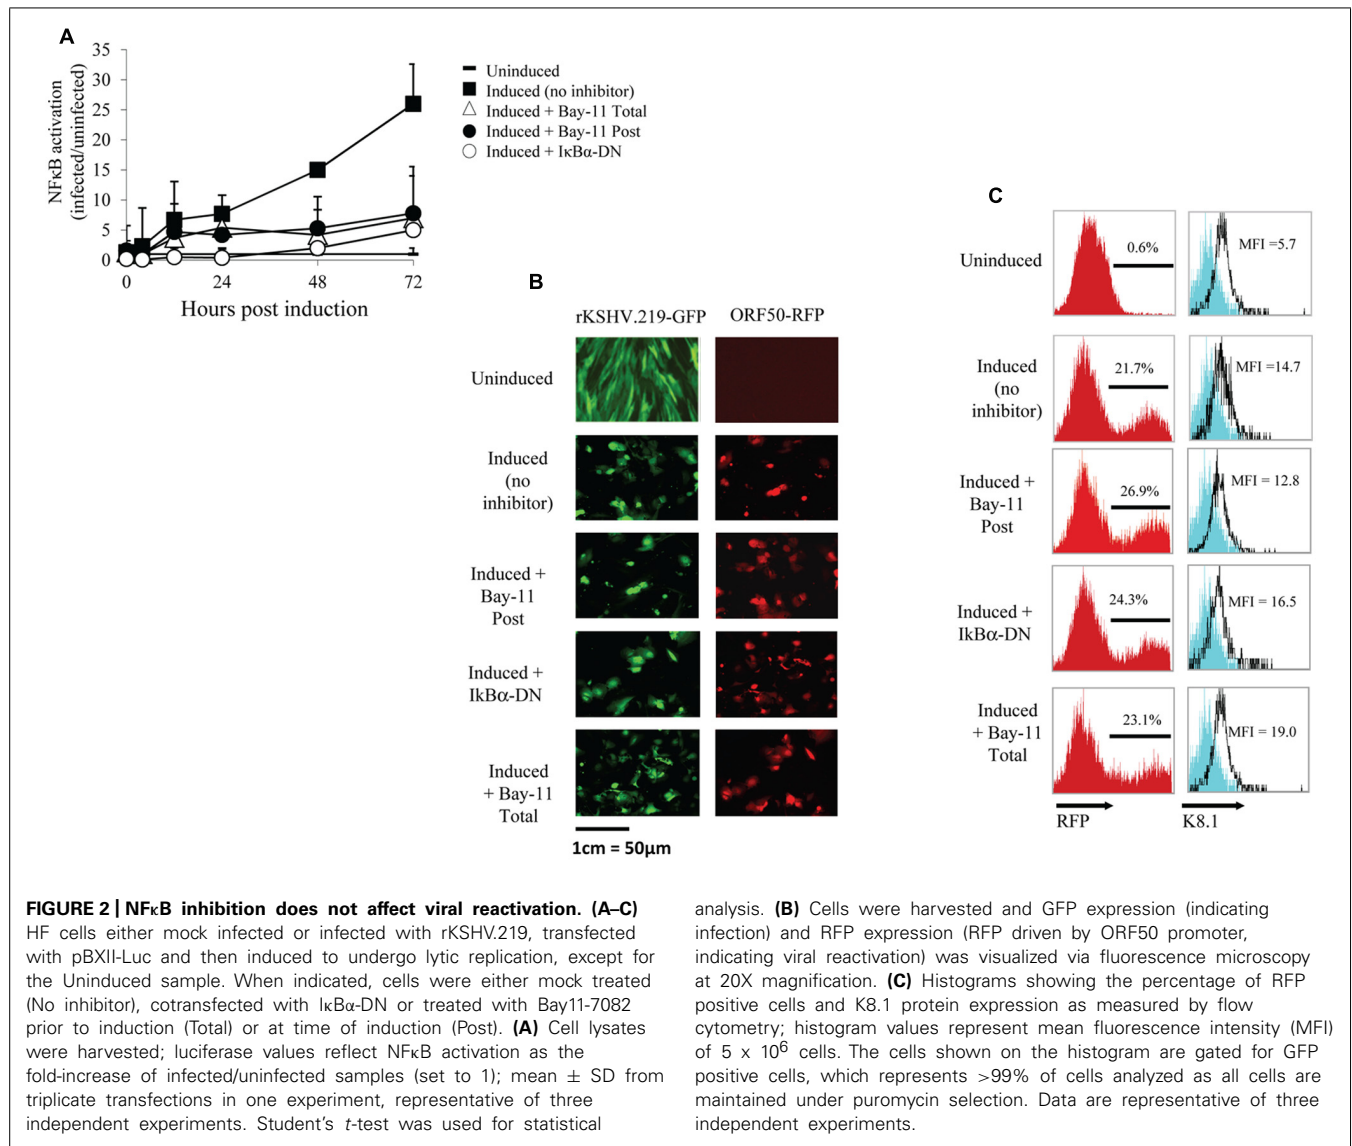 A
35
30
25
20
15
10
5
0
NFκB activation
(infected/uninfected)
0
24
48
72
Hours post induction
Uninduced
Induced (no inhibitor)
Induced + Bay-11 Total
Induced + Bay-11 Post
Induced + IκBα-DN
B
rKSHV.219-GFP
ORF50-RFP
Uninduced
Induced
(no
inhibitor)
Induced +
Bay-11
Post
Induced +
IkBα-DN
Induced
+ Bay-11
Total
1cm = 50µm
C
Uninduced
0.6%
MFI =5.7
Induced
(no
inhibitor)
21.7%
MFI =14.7
Induced +
Bay-11
Post
26.9%
MFI = 12.8
Induced +
IkBα-DN
24.3%
MFI = 16.5
Induced
+ Bay-11
Total
23.1%
MFI = 19.0
RFP
K8.1
FIGURE 2 | NFκB inhibition does not affect viral reactivation. (A–C)
HF cells either mock infected or infected with rKSHV.219, transfected
with pBXII-Luc and then induced to undergo lytic replication, except for
the Uninduced sample. When indicated, cells were either mock treated
(No inhibitor), cotransfected with IκBα-DN or treated with Bay11-7082
prior to induction (Total) or at time of induction (Post). (A) Cell lysates
were harvested; luciferase values reflect NFκB activation as the
fold-increase of infected/uninfected samples (set to 1); mean ± SD from
triplicate transfections in one experiment, representative of three
independent experiments. Student's t-test was used for statistical
analysis. (B) Cells were harvested and GFP expression (indicating
infection) and RFP expression (RFP driven by ORF50 promoter,
indicating viral reactivation) was visualized via fluorescence microscopy
at 20X magnification. (C) Histograms showing the percentage of RFP
positive cells and K8.1 protein expression as measured by flow
cytometry; histogram values represent mean fluorescence intensity (MFI)
of 5 x 10⁶ cells. The cells shown on the histogram are gated for GFP
positive cells, which represents >99% of cells analyzed as all cells are
maintained under puromycin selection. Data are representative of three
independent experiments.